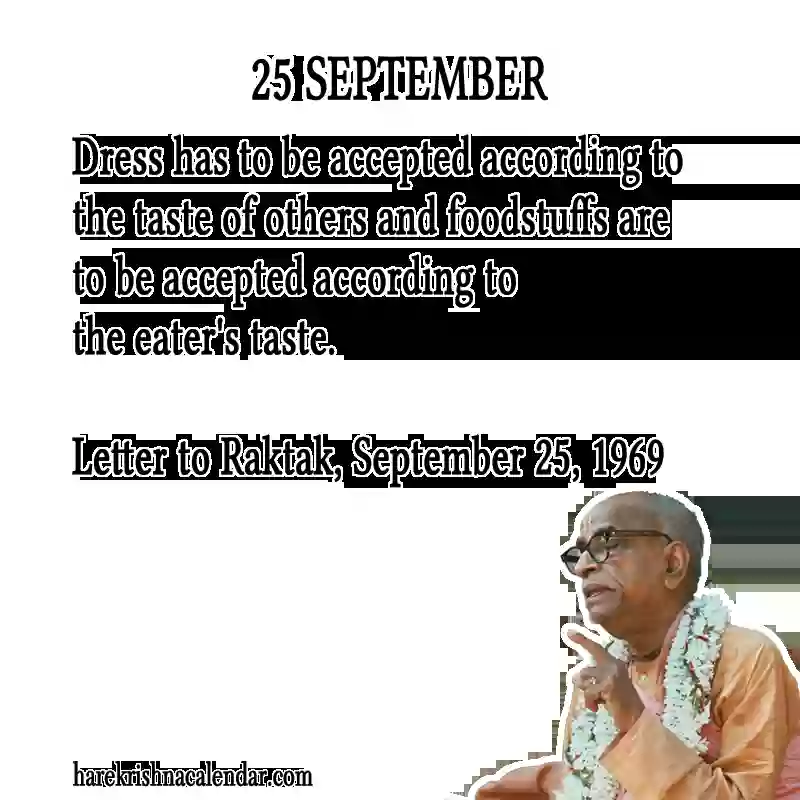 25 SEPTEMBER
Dress has to be accepted according to
the taste of others and foodstuffs are
to be accepted according to
the eater's taste.
Letter to Raktak, September 25, 1969
harekrishnacalendar.com